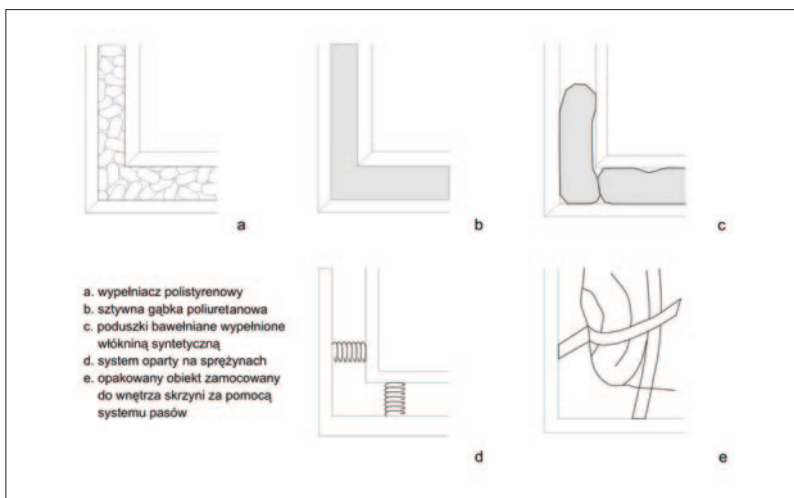 a
b
c
a. wypełniacz polistyrenowy
b. sztywna gąbka poliuretanowa
c. poduszki bawełniane wypełnione
włókniną syntetyczną
d. system oparty na sprężynach
e. opakowany obiekt zamocowany
do wnętrza skrzyni za pomocą
systemu pasów
d
e